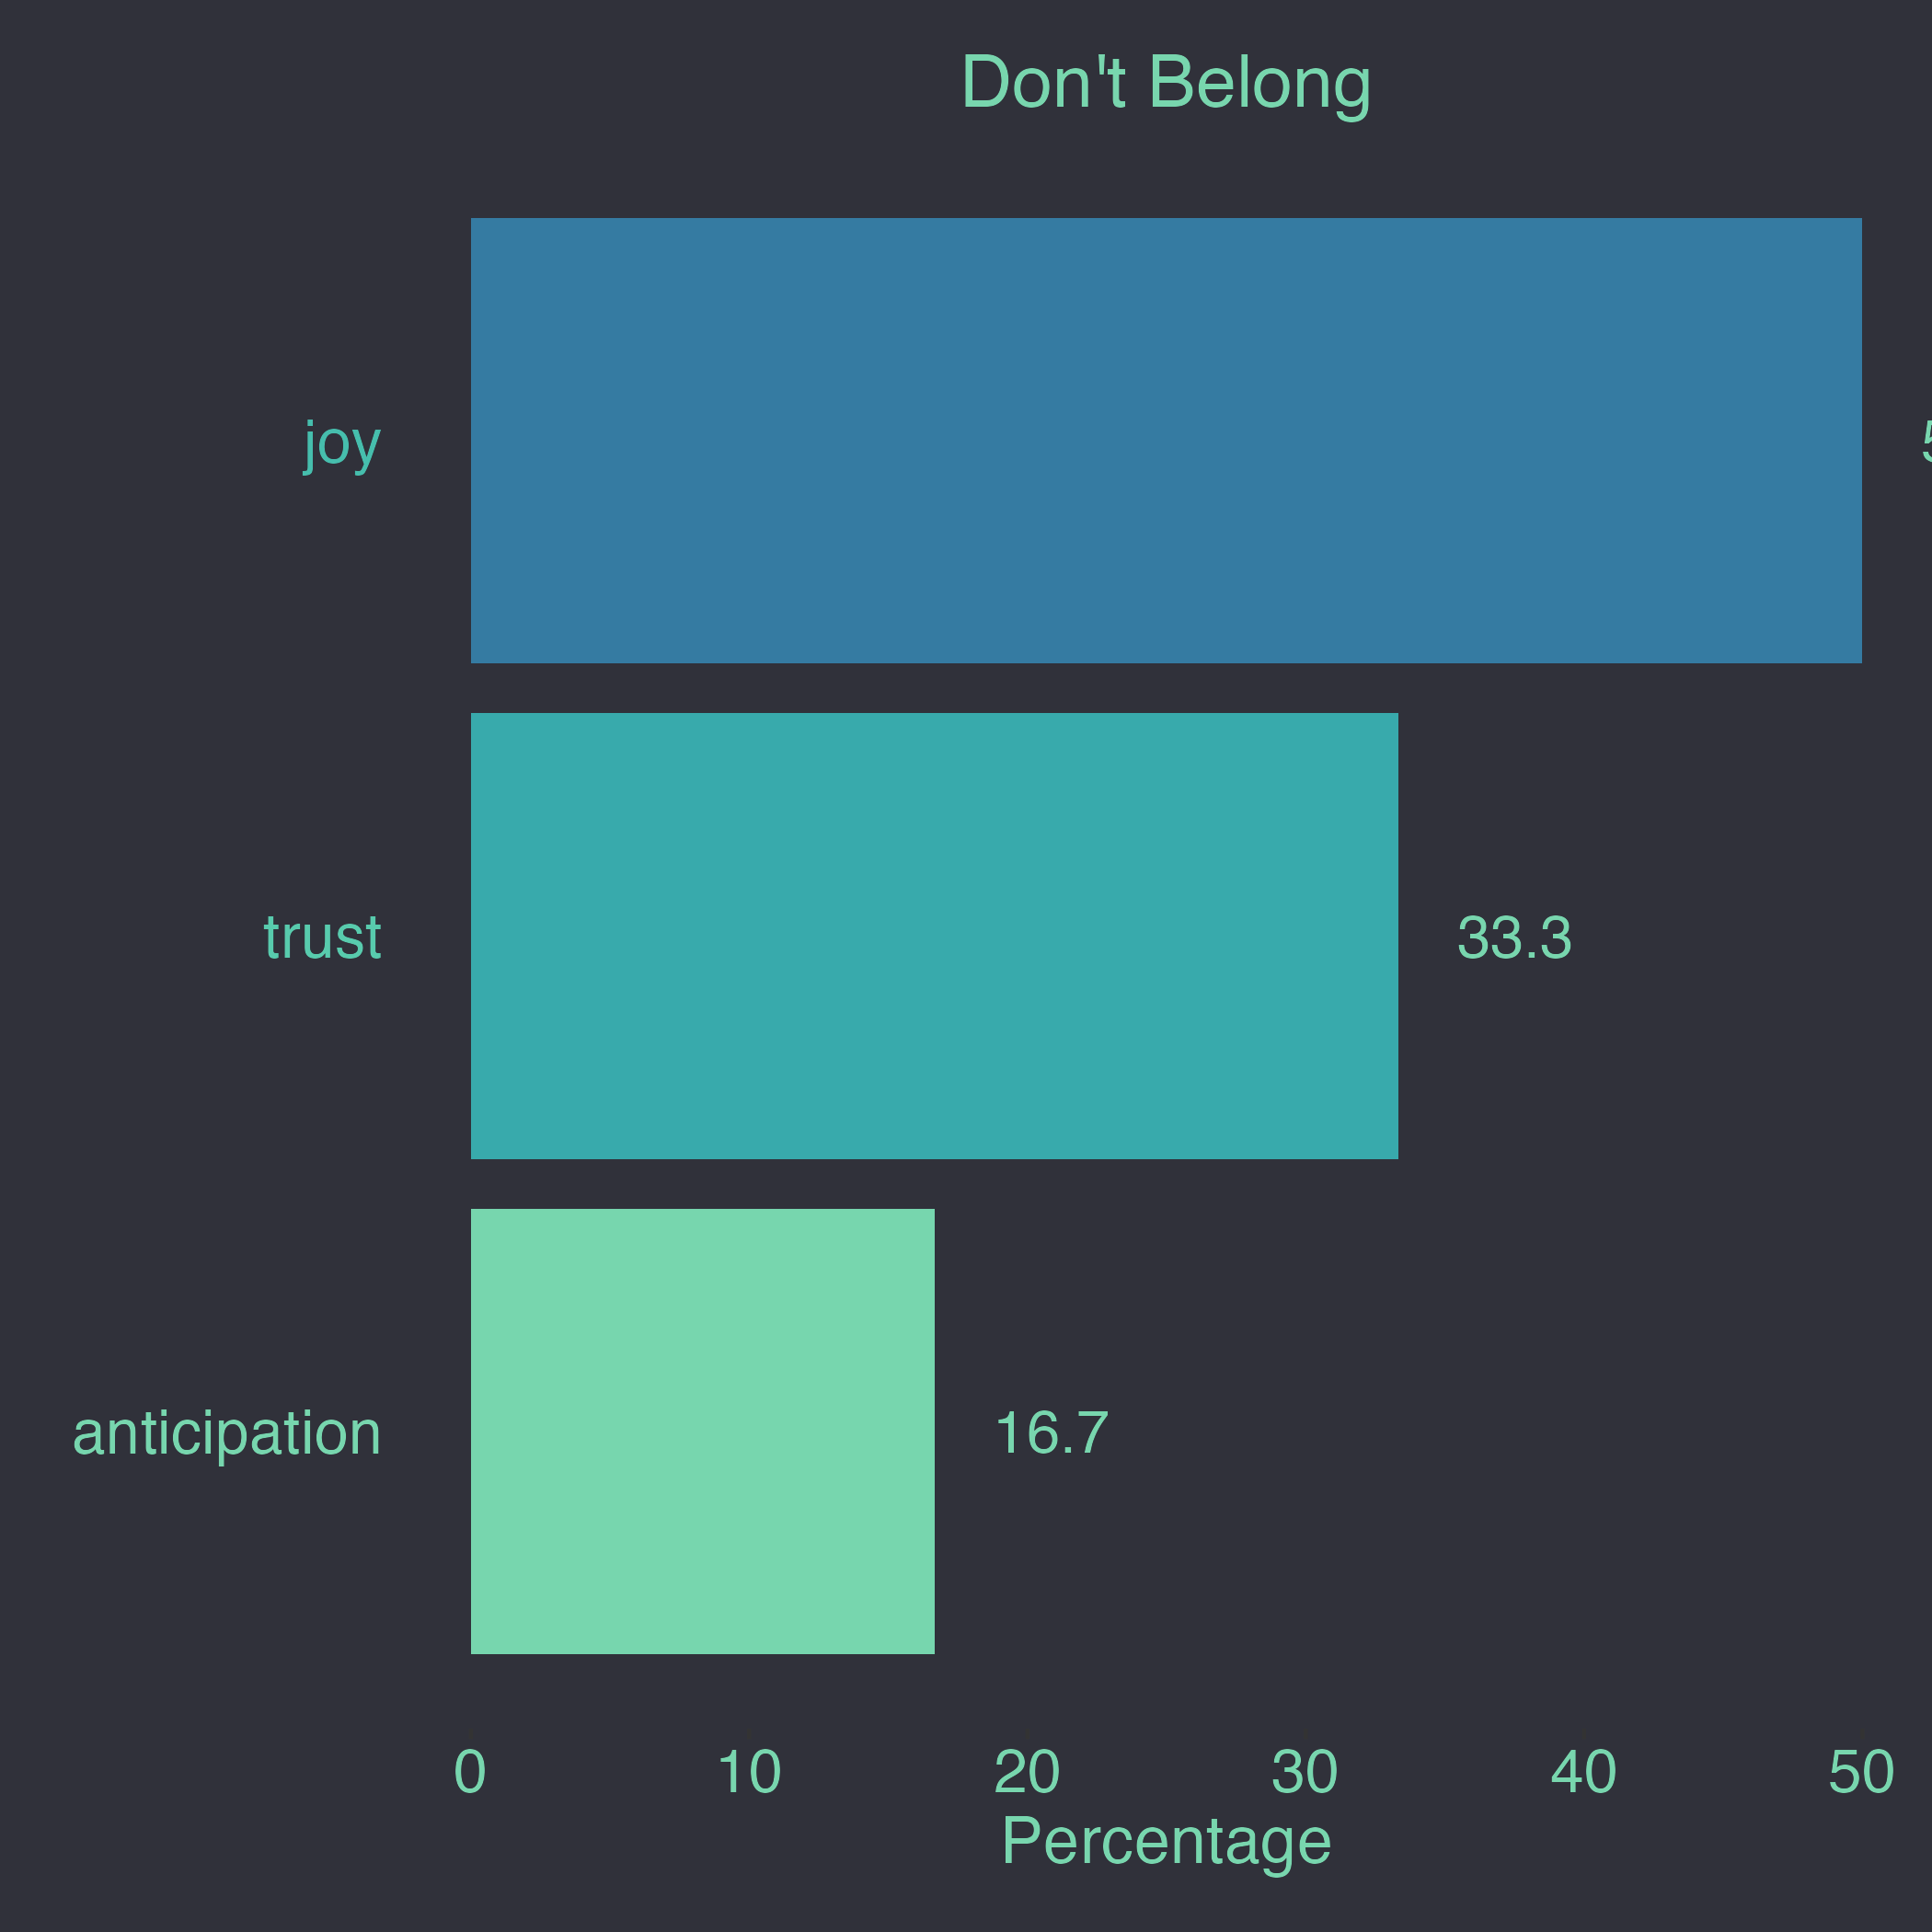 Don't Belong
joy
trust
33.3
anticipation
16.7
0 10 20 30 40 50
Percentage